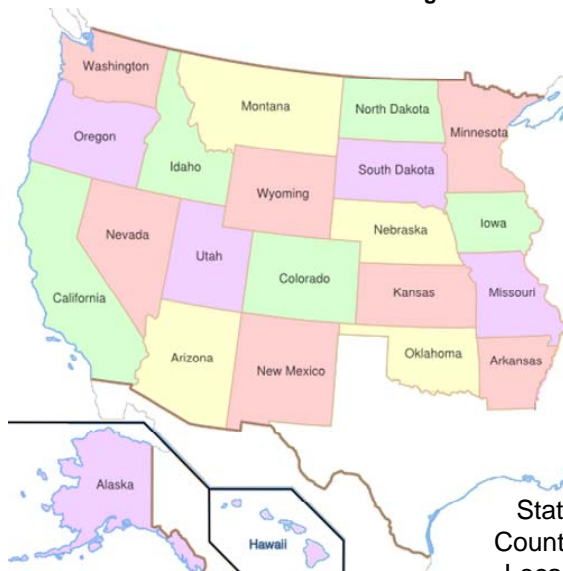 Washington
Montana
North Dakota
Minnesota
Oregon
Idaho
South Dakota
Wyoming
Nebraska
Iowa
Nevada
Utah
Colorado
Kansas
Missouri
California
Arizona
New Mexico
Oklahoma
Arkansas
Alaska
Hawaii
Stat
Count